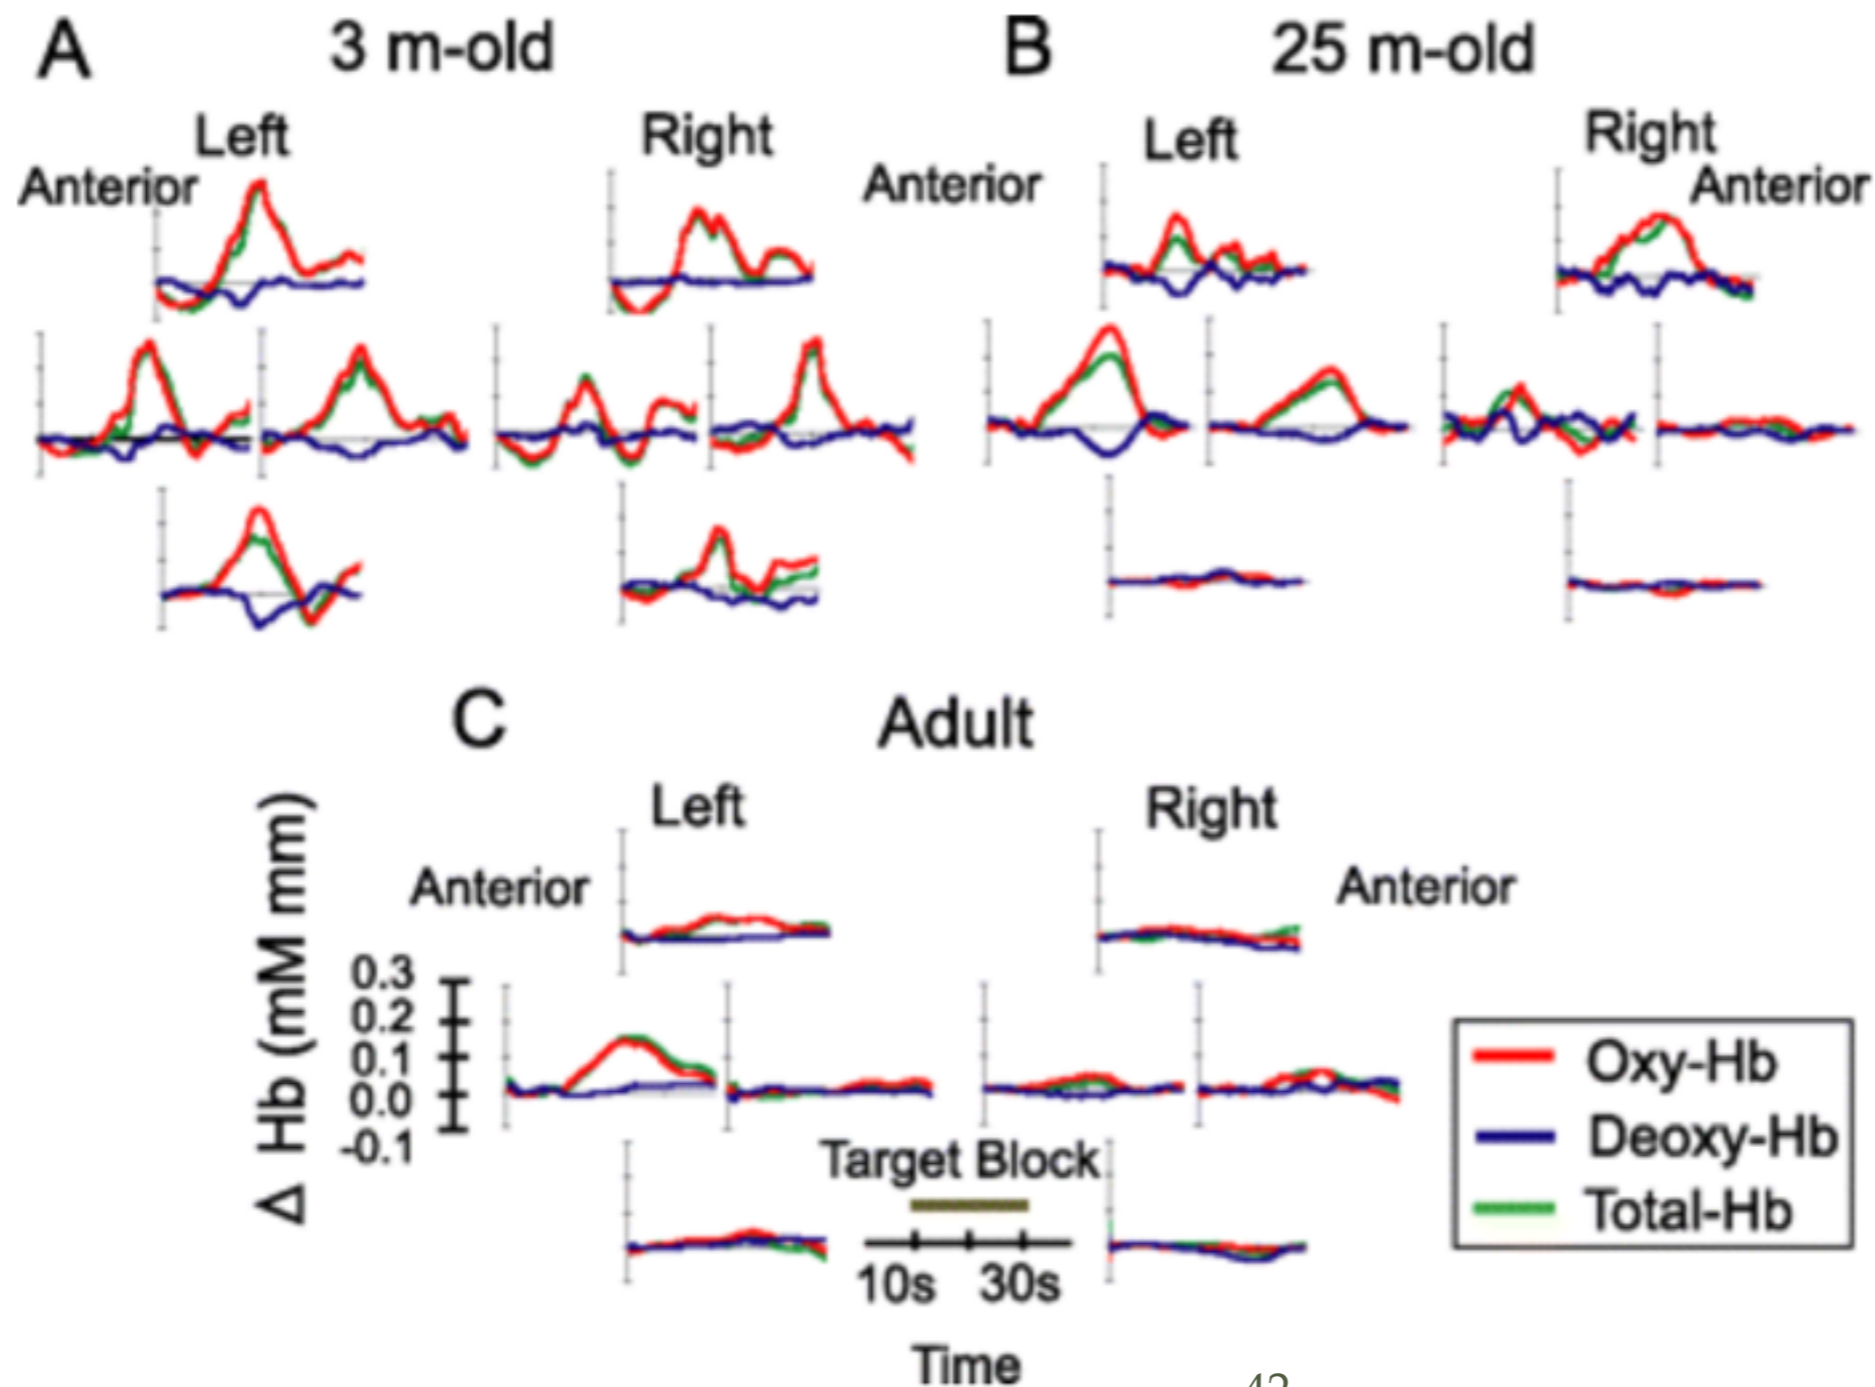 A 3 m-old
Left Right
Anterior Anterior
B 25 m-old
Left Right
Anterior
C Adult
Left Right
Anterior Anterior
Δ Hb (mM mm)
0.3
0.2
0.1
0.0
-0.1
Target Block
10s 30s
Time
Oxy-Hb
Deoxy-Hb
Total-Hb